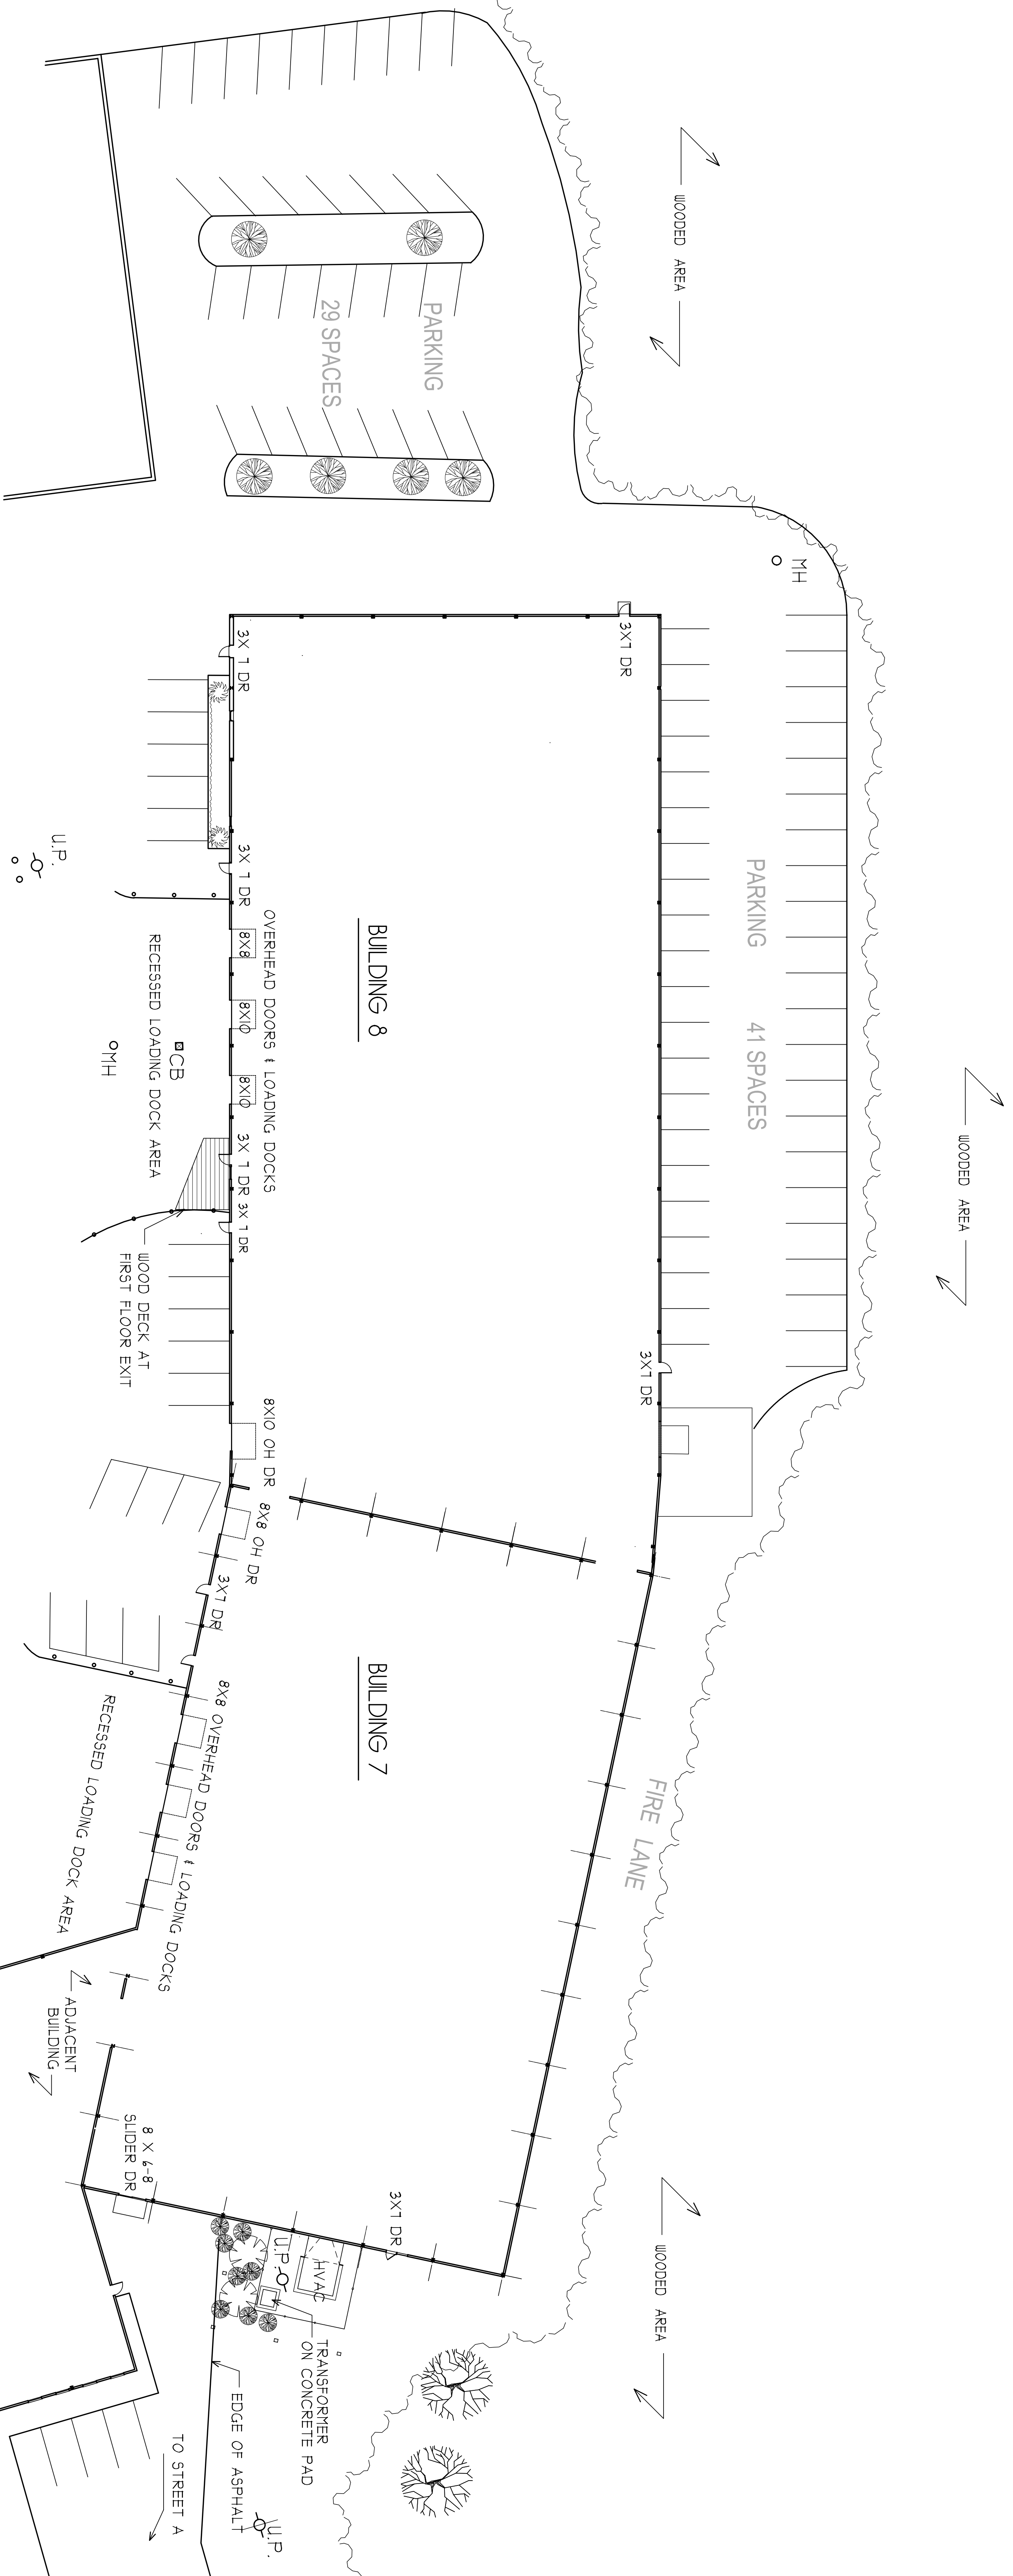 WOODED AREA
WOODED AREA
WOODED AREA
PARKING
29 SPACES
MH
PARKING 41 SPACES
3X7 DR
3X7 DR
3X 7 DR
3X 7 DR
OVERHEAD DOORS & LOADING DOCKS
8X8
8X10
8X10
3X 7 DR
3X 7 DR
BUILDING 8
U.P.
RECESSED LOADING DOCK AREA
CB
MH
WOOD DECK AT
FIRST FLOOR EXIT
8X10 OH DR
8X8 OH DR
3X7 DR
BUILDING 7
FIRE LANE
8X8 OVERHEAD DOORS & LOADING DOCKS
RECESSED LOADING DOCK AREA
ADJACENT
BUILDING
8 X 6-8
SLIDER DR
3X7 DR
HVAC
U.P.
TRANSFORMER
ON CONCRETE PAD
EDGE OF ASPHALT
U.P.
TO STREET A